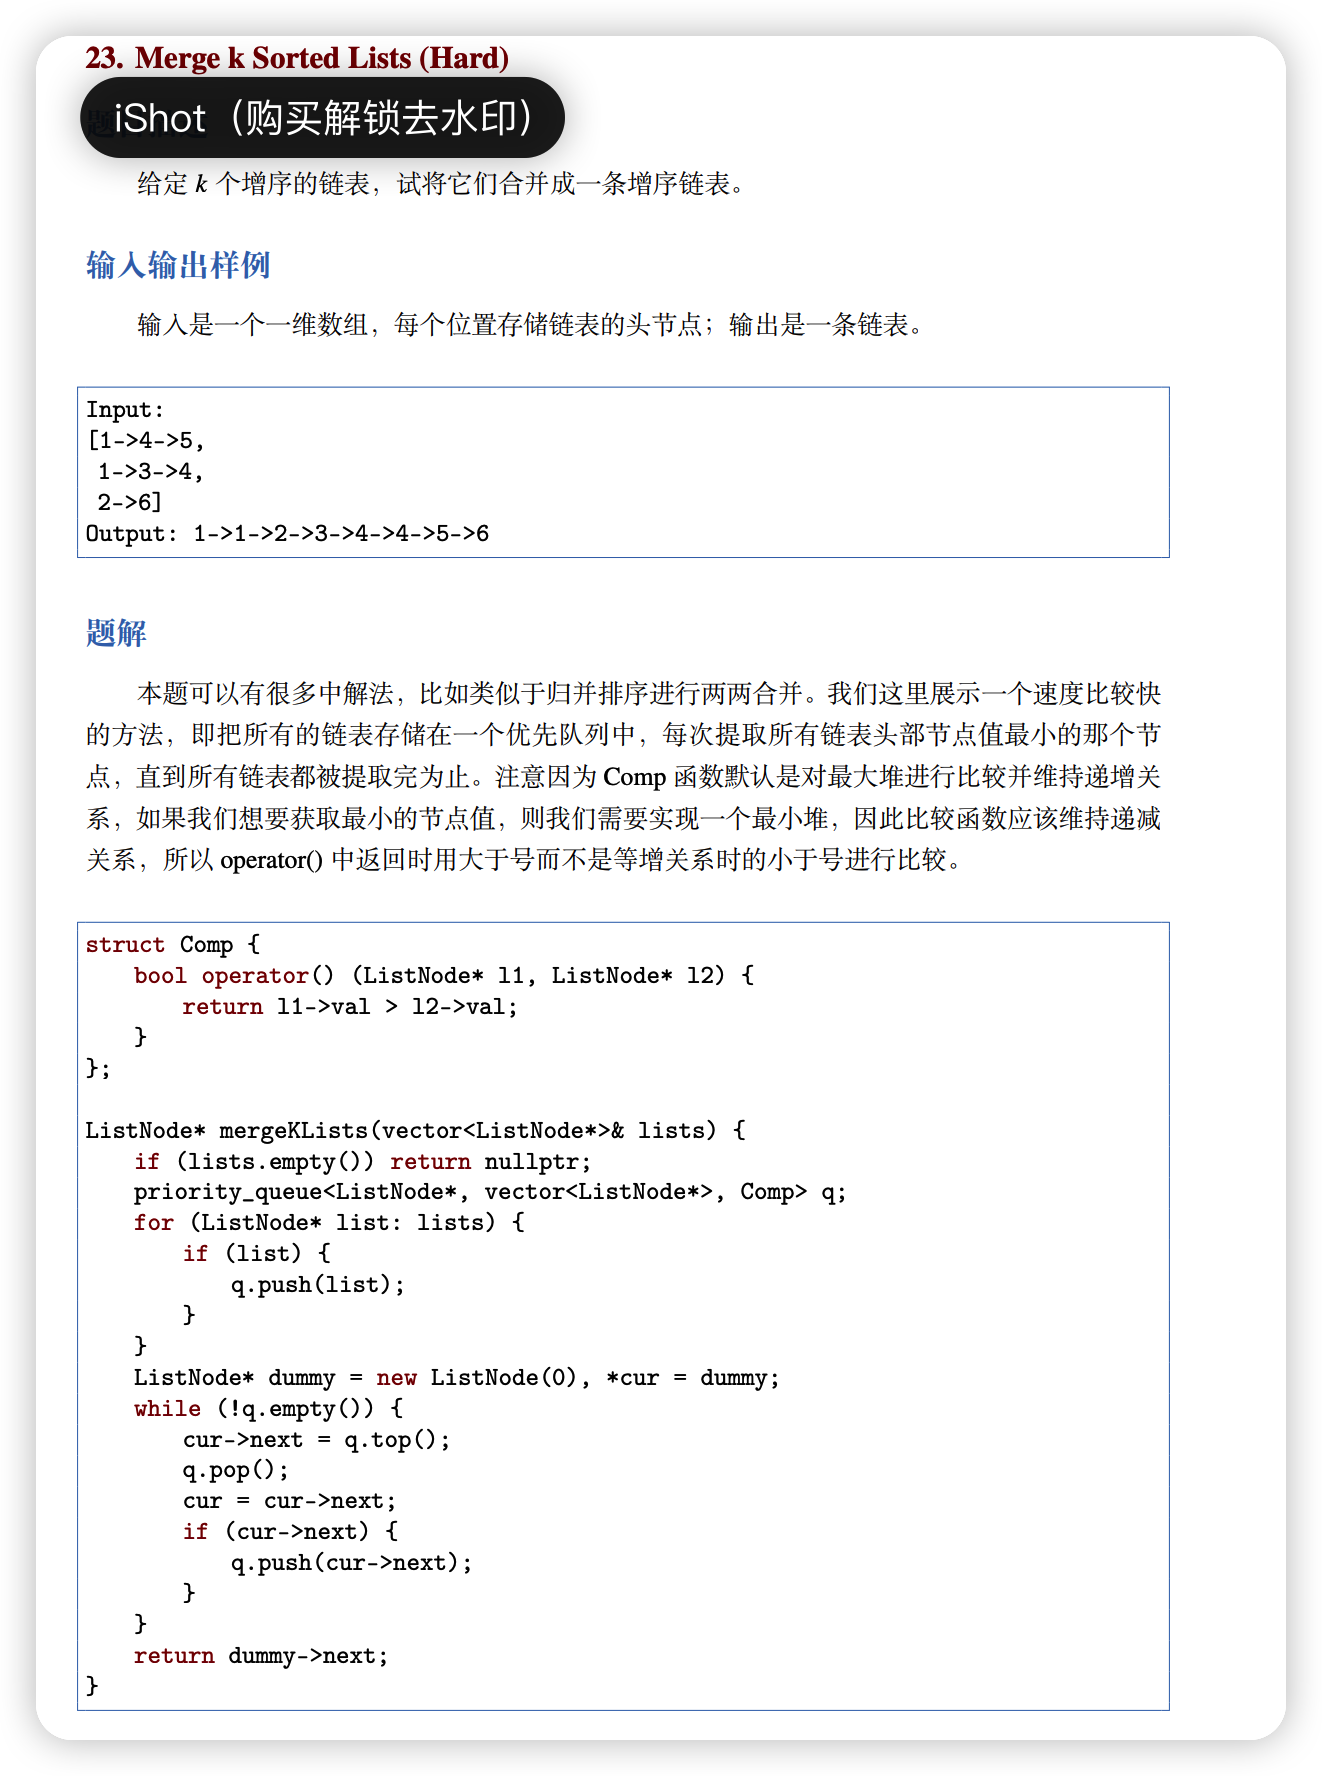 23. Merge k Sorted Lists (Hard)
iShot（购买解锁去水印）
给定 k 个增序的链表，试将它们合并成一条增序链表。
输入输出样例
输入是一个一维数组，每个位置存储链表的头节点；输出是一条链表。
Input:
[1->4->5,
 1->3->4,
 2->6]
Output: 1->1->2->3->4->4->5->6
题解
本题可以有很多中解法，比如类似于归并排序进行两两合并。我们这里展示一个速度比较快
的方法，即把所有的链表存储在一个优先队列中，每次提取所有链表头部节点值最小的那个节
点，直到所有链表都被提取完为止。注意因为 Comp 函数默认是对最大堆进行比较并维持递增关
系，如果我们想要获取最小的节点值，则我们需要实现一个最小堆，因此比较函数应该维持递减
关系，所以 operator() 中返回时用大于号而不是等增关系时的小于号进行比较。
struct Comp {
    bool operator() (ListNode* l1, ListNode* l2) {
        return l1->val > l2->val;
    }
};
ListNode* mergeKLists(vector<ListNode*>& lists) {
    if (lists.empty()) return nullptr;
    priority_queue<ListNode*, vector<ListNode*>, Comp> q;
    for (ListNode* list: lists) {
        if (list) {
            q.push(list);
        }
    }
    ListNode* dummy = new ListNode(0), *cur = dummy;
    while (!q.empty()) {
        cur->next = q.top();
        q.pop();
        cur = cur->next;
        if (cur->next) {
            q.push(cur->next);
        }
    }
    return dummy->next;
}